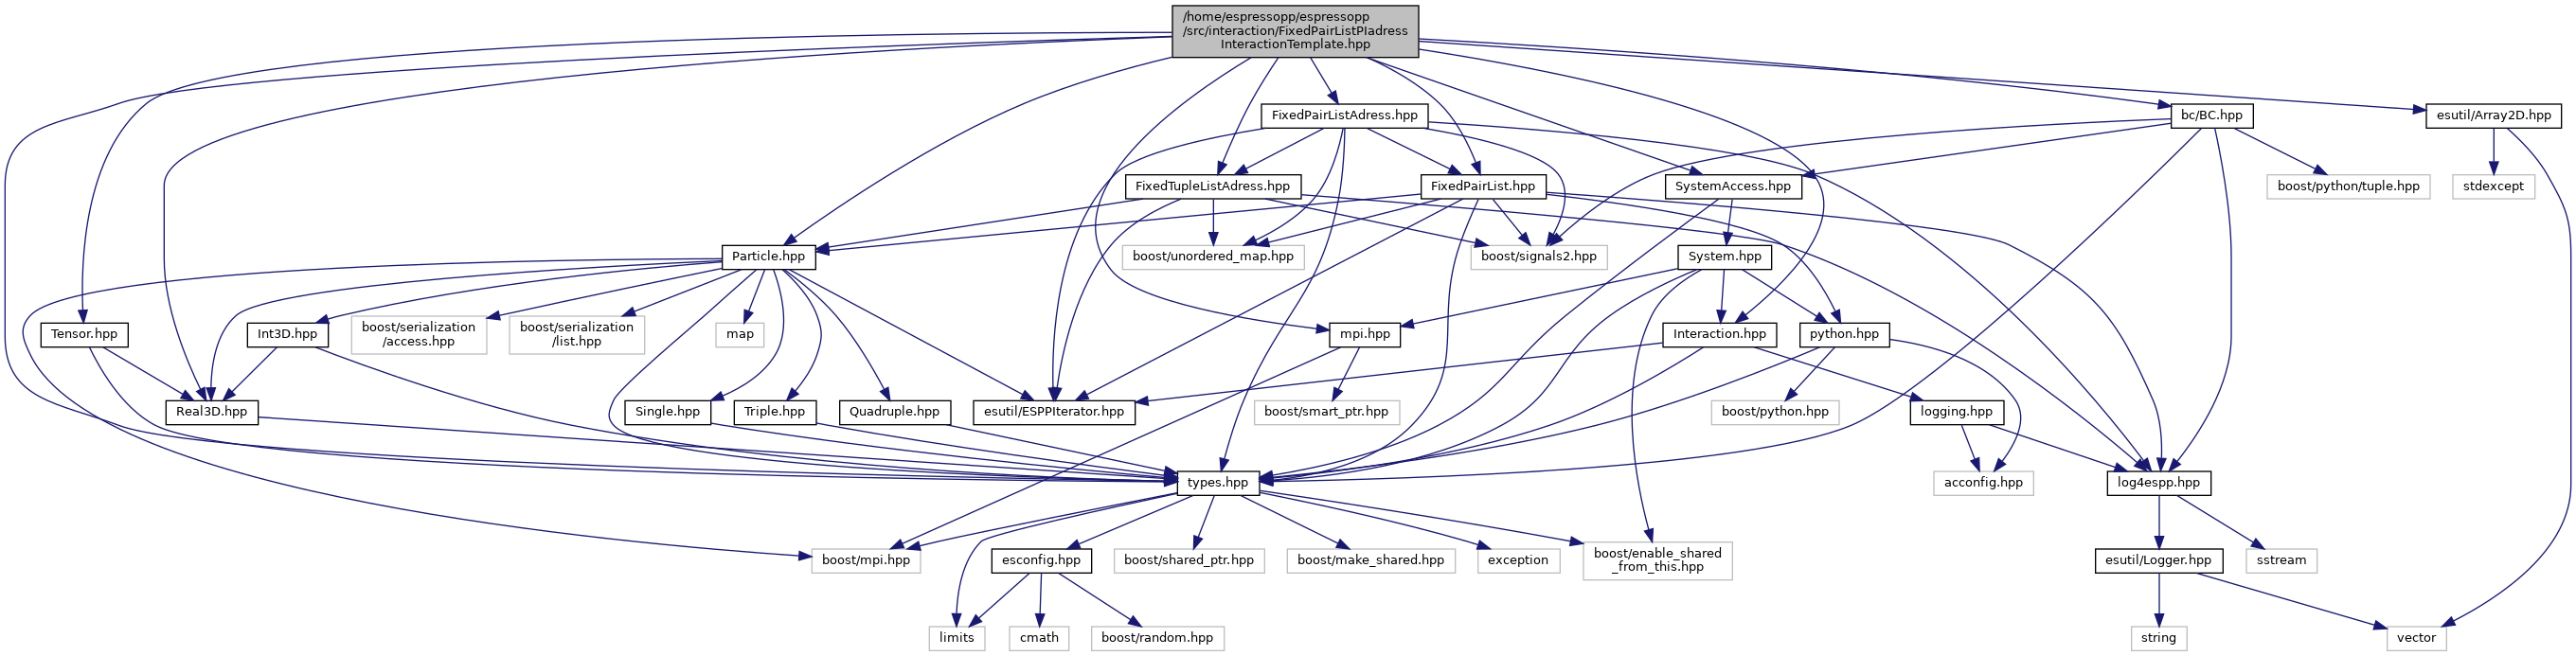 /home/espressopp/espressopp
/src/interaction/FixedPairListPIadress
InteractionTemplate.hpp
FixedPairListAdress.hpp
bc/BC.hpp
esutil/Array2D.hpp
FixedTupleListAdress.hpp
FixedPairList.hpp
SystemAccess.hpp
boost/python/tuple.hpp
stdexcept
Particle.hpp
boost/unordered_map.hpp
boost/signals2.hpp
System.hpp
Tensor.hpp
Int3D.hpp
boost/serialization
/access.hpp
boost/serialization
/list.hpp
map
mpi.hpp
Interaction.hpp
python.hpp
Real3D.hpp
Single.hpp
Triple.hpp
Quadruple.hpp
esutil/ESPPIterator.hpp
boost/smart_ptr.hpp
boost/python.hpp
logging.hpp
types.hpp
acconfig.hpp
log4espp.hpp
boost/mpi.hpp
esconfig.hpp
boost/shared_ptr.hpp
boost/make_shared.hpp
exception
boost/enable_shared
_from_this.hpp
esutil/Logger.hpp
sstream
limits
cmath
boost/random.hpp
string
vector